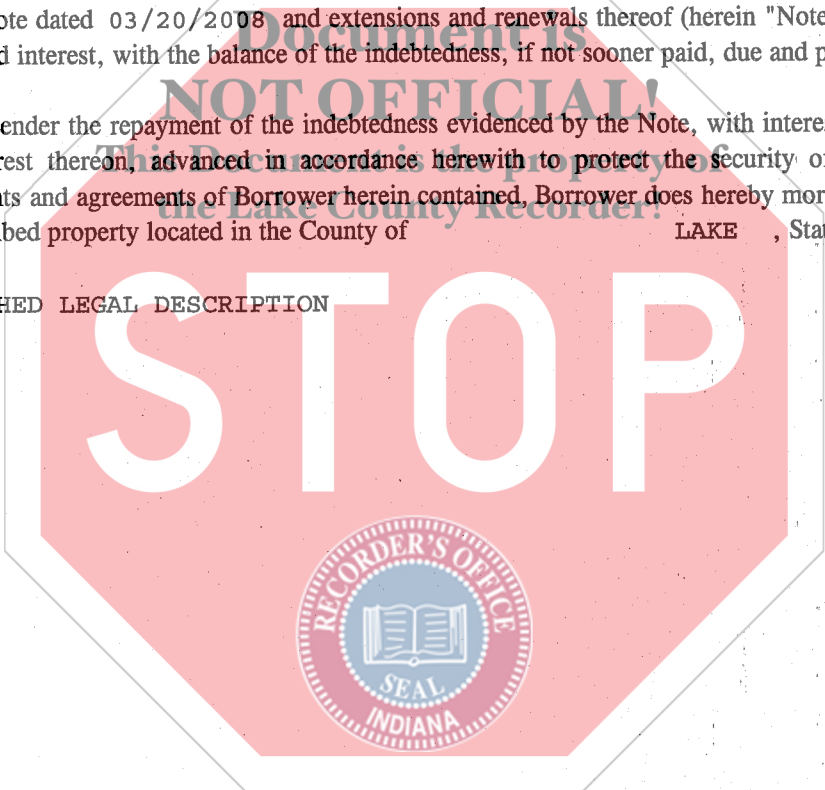 ote dated 03/20/2008 and extensions and renewals thereof (herein "Note
Document is
d interest, with the balance of the indebtedness, if not sooner paid, due and p
NOT OFFICIAL!
ender the repayment of the indebtedness evidenced by the Note, with intere
This Document is the property of
rest thereon, advanced in accordance herewith to protect the security of
nts and agreements of Borrower herein contained, Borrower does hereby mor
the Lake County Recorder!
bed property located in the County of LAKE , Stat
HED LEGAL DESCRIPTION
STOP
RECORDER'S OFFICE
SEAL
INDIANA